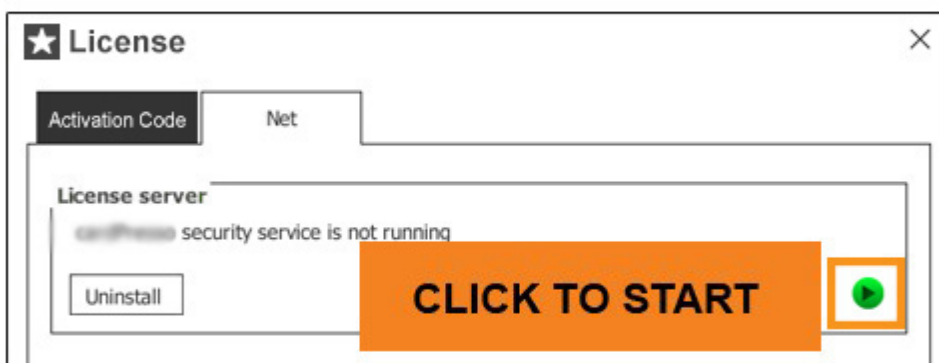 License
Activation Code
Net
License server
security service is not running
Uninstall
CLICK TO START